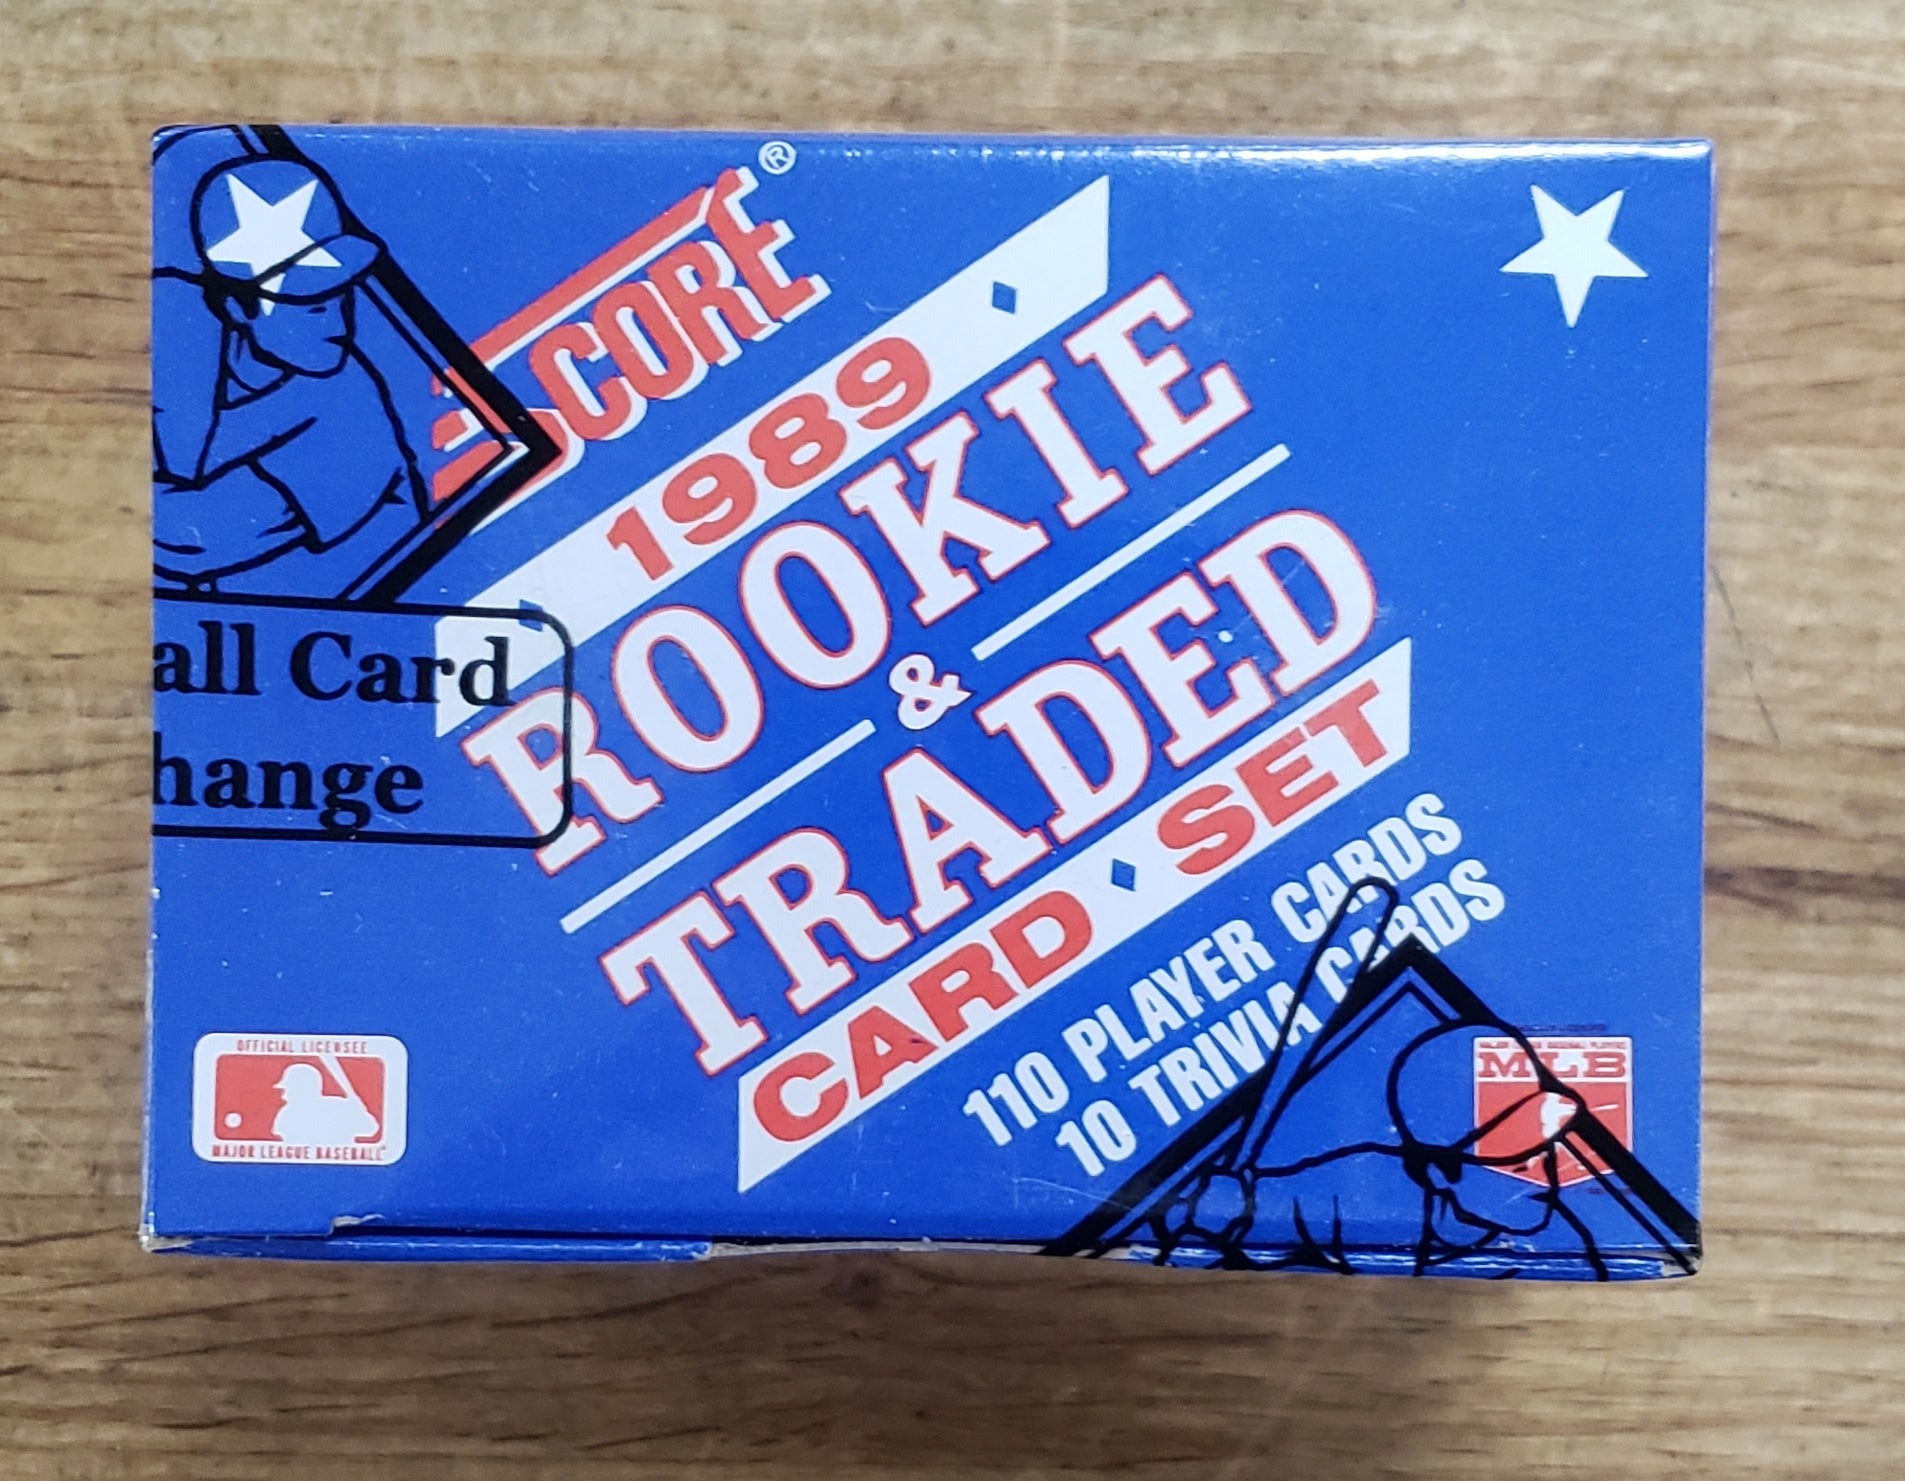 SCORE®
1989
ROOKIE
&
TRADED
CARD SET
110 PLAYER CARDS
10 TRIVIA CARDS
all Card
hange
OFFICIAL LICENSEE
MAJOR LEAGUE BASEBALL
MLB